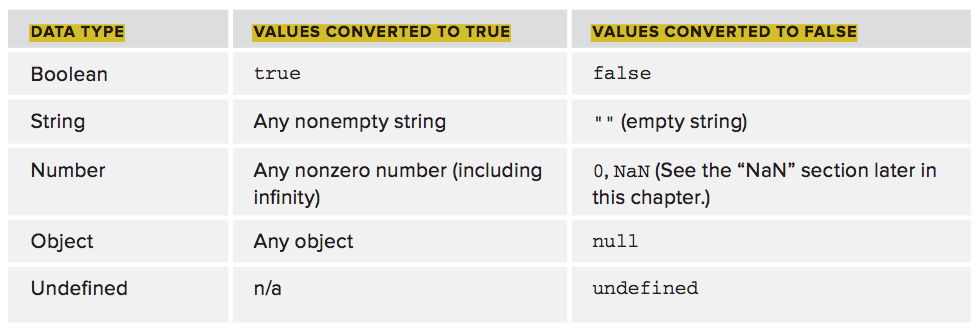 DATA TYPE VALUES CONVERTED TO TRUE VALUES CONVERTED TO FALSE
Boolean true false
String Any nonempty string "" (empty string)
Number Any nonzero number (including 0, NaN (See the “NaN” section later in
infinity) this chapter.)
Object Any object null
Undefined n/a undefined